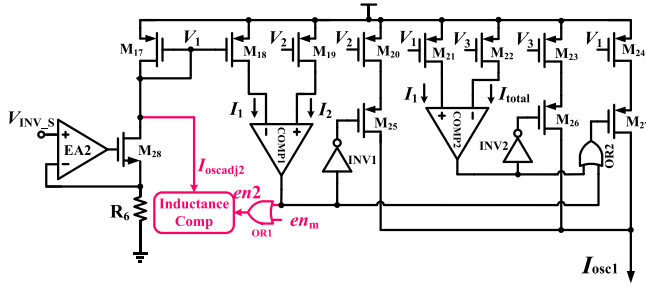 M17 V1 M18 V2 M19 V2 M20 V1 M21 V3 M22 V3 M23 V1 M24
I1 I2 I1 Itotal
VINV_S + − EA2 M28
− + COMP1 M25 INV1
+ − COMP2 M26 INV2 OR2
Ioscadj2
R6
Inductance
Comp
en2 OR1 enm
Iosc1